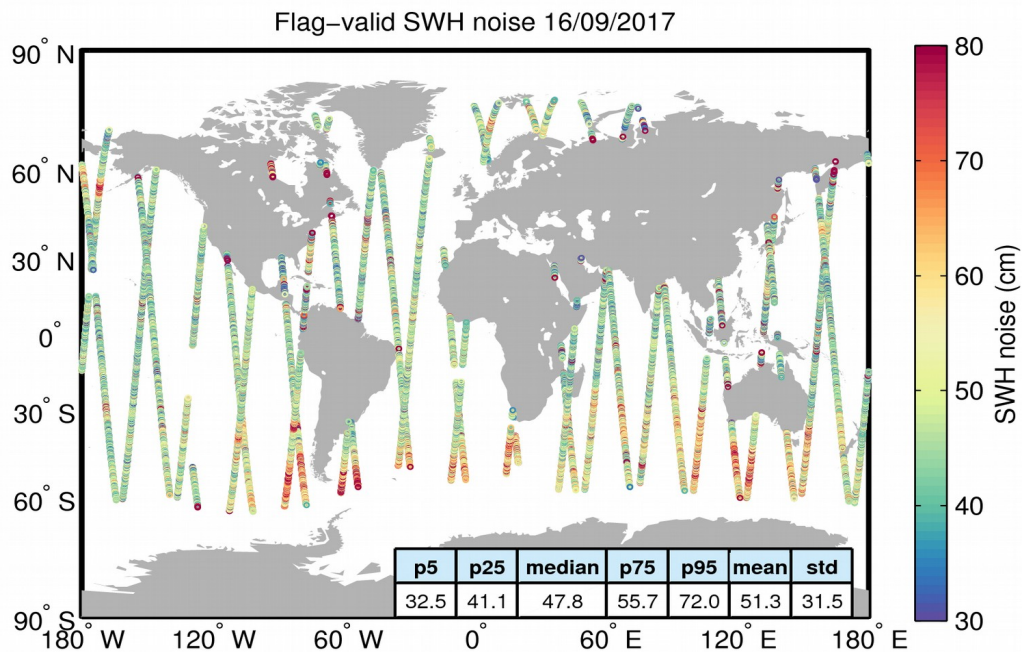 Flag−valid SWH noise 16/09/2017
90° N
60° N
30° N
0°
30° S
60° S
90° S
180° W
120° W
60° W
0°
60° E
120° E
180° E
80
70
60
50
40
30
SWH noise (cm)
p5 p25 median p75 p95 mean std
32.5 41.1 47.8 55.7 72.0 51.3 31.5